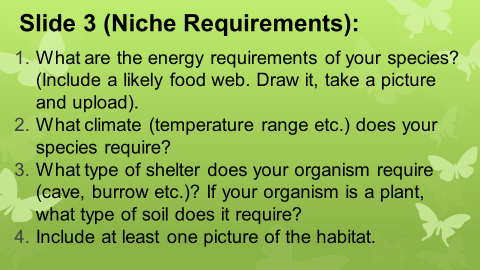 Slide 3 (Niche Requirements):
1. What are the energy requirements of your species?
(Include a likely food web. Draw it, take a picture
and upload).
2. What climate (temperature range etc.) does your
species require?
3. What type of shelter does your organism require
(cave, burrow etc.)? If your organism is a plant,
what type of soil does it require?
4. Include at least one picture of the habitat.